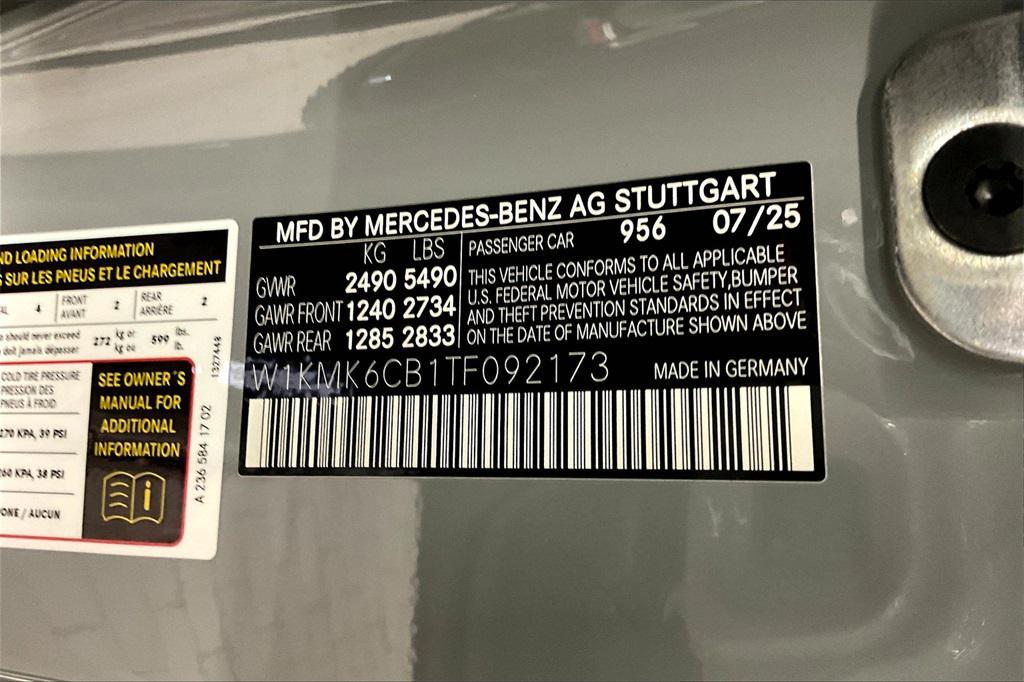 ND LOADING INFORMATION
SUR LES PNEUS ET LE CHARGEMENT
4
FRONT
AVANT
2
REAR
ARRIÈRE
2
should never exceed
doit jamais dépasser
272 kg or
kg ou
599 lbs.
lb.
COLD TIRE PRESSURE
PRESSION DES
PNEUS À FROID
270 KPA, 39 PSI
260 KPA, 38 PSI
/ AUCUN
SEE OWNER'S
MANUAL FOR
ADDITIONAL
INFORMATION
1327448
A 236 584 17 02
MFD BY MERCEDES-BENZ AG STUTTGART
KG LBS
GVWR 2490 5490
GAWR FRONT 1240 2734
GAWR REAR 1285 2833
PASSENGER CAR 956 07/25
THIS VEHICLE CONFORMS TO ALL APPLICABLE
U.S. FEDERAL MOTOR VEHICLE SAFETY,BUMPER
AND THEFT PREVENTION STANDARDS IN EFFECT
ON THE DATE OF MANUFACTURE SHOWN ABOVE
W1KMK6CB1TF092173 MADE IN GERMANY